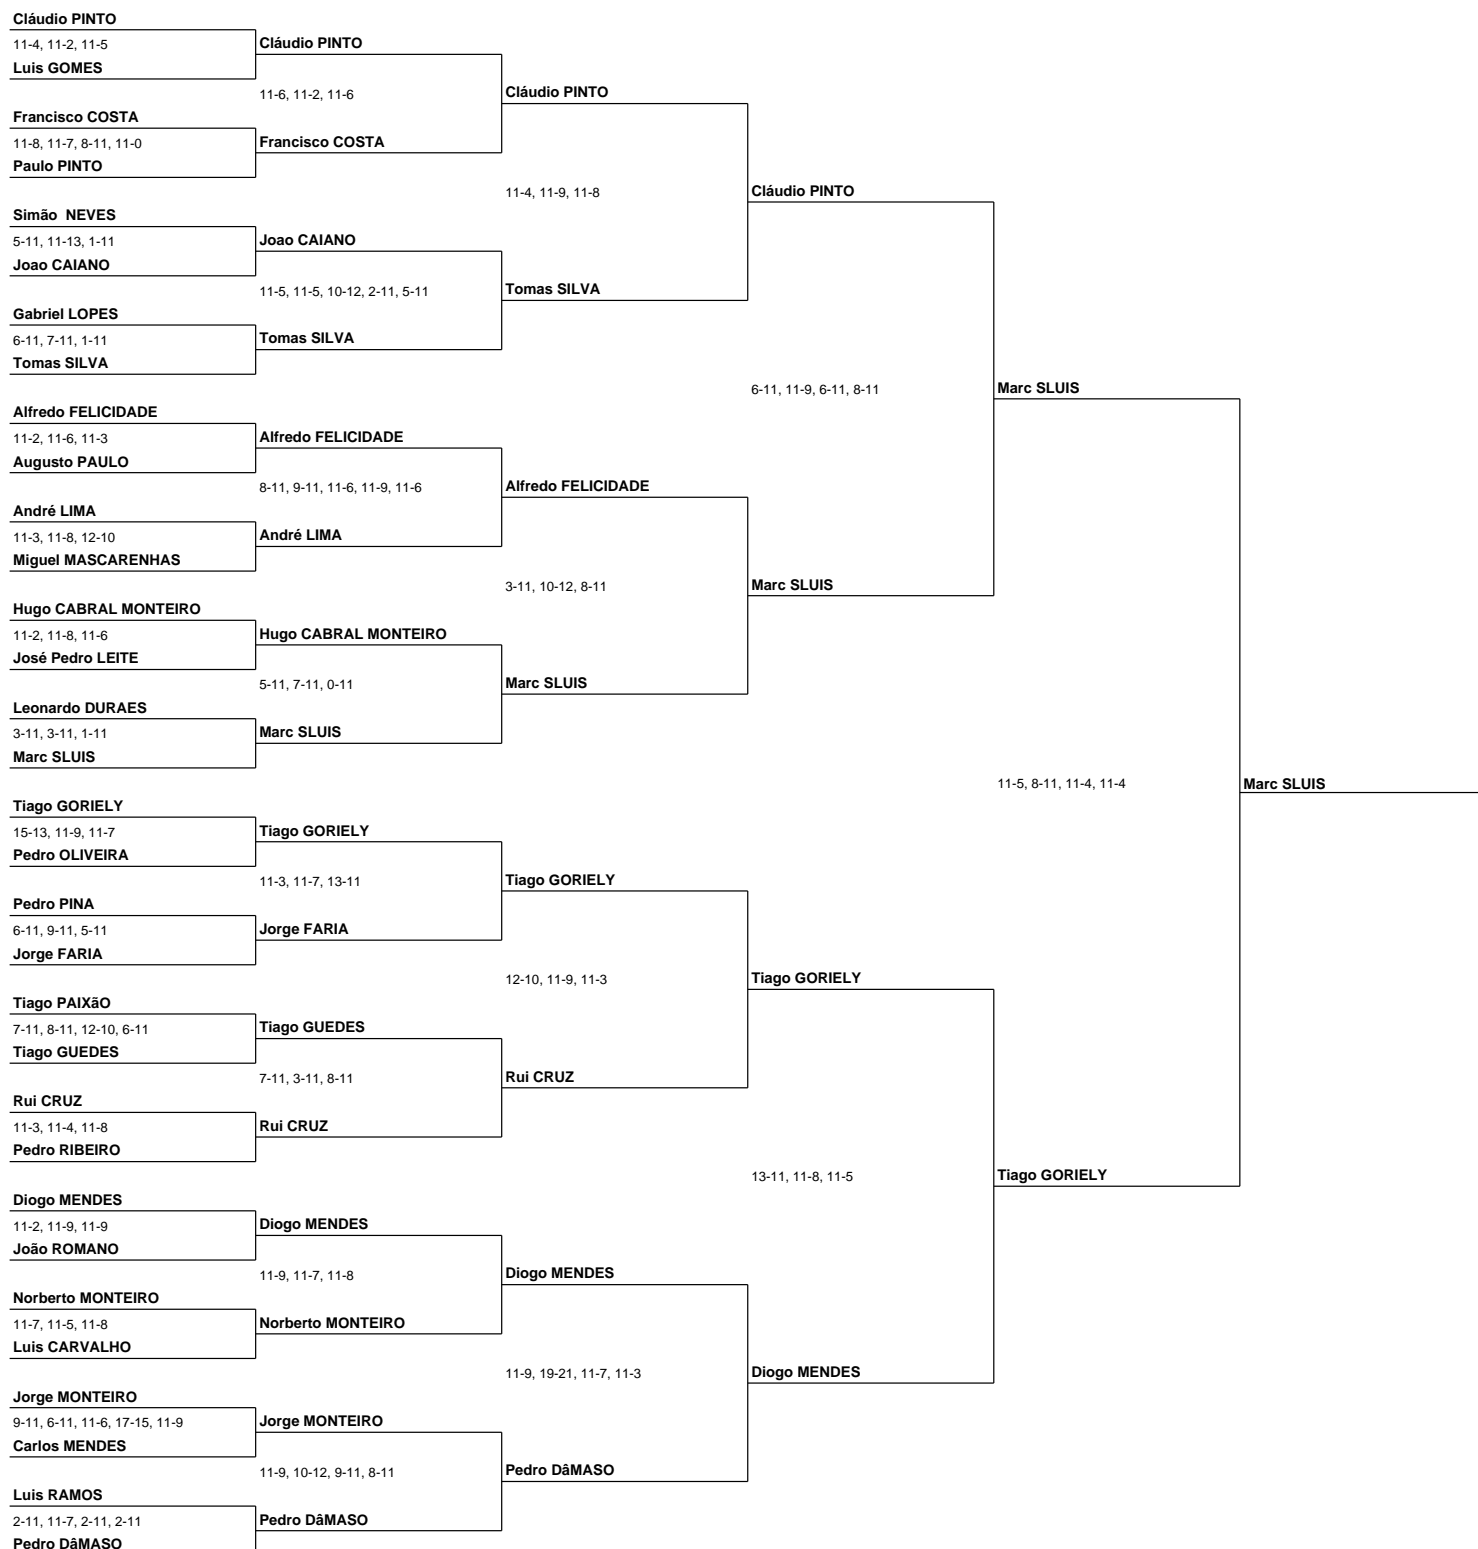 Cláudio PINTO
11-4, 11-2, 11-5
Luis GOMES
Francisco COSTA
11-8, 11-7, 8-11, 11-0
Paulo PINTO
Simão  NEVES
5-11, 11-13, 1-11
Joao CAIANO
Gabriel LOPES
6-11, 7-11, 1-11
Tomas SILVA
Alfredo FELICIDADE
11-2, 11-6, 11-3
Augusto PAULO
André LIMA
11-3, 11-8, 12-10
Miguel MASCARENHAS
Hugo CABRAL MONTEIRO
11-2, 11-8, 11-6
José Pedro LEITE
Leonardo DURAES
3-11, 3-11, 1-11
Marc SLUIS
Tiago GORIELY
15-13, 11-9, 11-7
Pedro OLIVEIRA
Pedro PINA
6-11, 9-11, 5-11
Jorge FARIA
Tiago PAIXãO
7-11, 8-11, 12-10, 6-11
Tiago GUEDES
Rui CRUZ
11-3, 11-4, 11-8
Pedro RIBEIRO
Diogo MENDES
11-2, 11-9, 11-9
João ROMANO
Norberto MONTEIRO
11-7, 11-5, 11-8
Luis CARVALHO
Jorge MONTEIRO
9-11, 6-11, 11-6, 17-15, 11-9
Carlos MENDES
Luis RAMOS
2-11, 11-7, 2-11, 2-11
Pedro DâMASO
Cláudio PINTO
11-6, 11-2, 11-6
Francisco COSTA
Joao CAIANO
11-5, 11-5, 10-12, 2-11, 5-11
Tomas SILVA
Alfredo FELICIDADE
8-11, 9-11, 11-6, 11-9, 11-6
André LIMA
Hugo CABRAL MONTEIRO
5-11, 7-11, 0-11
Marc SLUIS
Tiago GORIELY
11-3, 11-7, 13-11
Jorge FARIA
Tiago GUEDES
7-11, 3-11, 8-11
Rui CRUZ
Diogo MENDES
11-9, 11-7, 11-8
Norberto MONTEIRO
Jorge MONTEIRO
11-9, 10-12, 9-11, 8-11
Pedro DâMASO
Cláudio PINTO
11-4, 11-9, 11-8
Tomas SILVA
Alfredo FELICIDADE
3-11, 10-12, 8-11
Marc SLUIS
Tiago GORIELY
12-10, 11-9, 11-3
Rui CRUZ
Diogo MENDES
11-9, 19-21, 11-7, 11-3
Pedro DâMASO
Cláudio PINTO
6-11, 11-9, 6-11, 8-11
Marc SLUIS
Tiago GORIELY
13-11, 11-8, 11-5
Diogo MENDES
Marc SLUIS
11-5, 8-11, 11-4, 11-4
Tiago GORIELY
Marc SLUIS